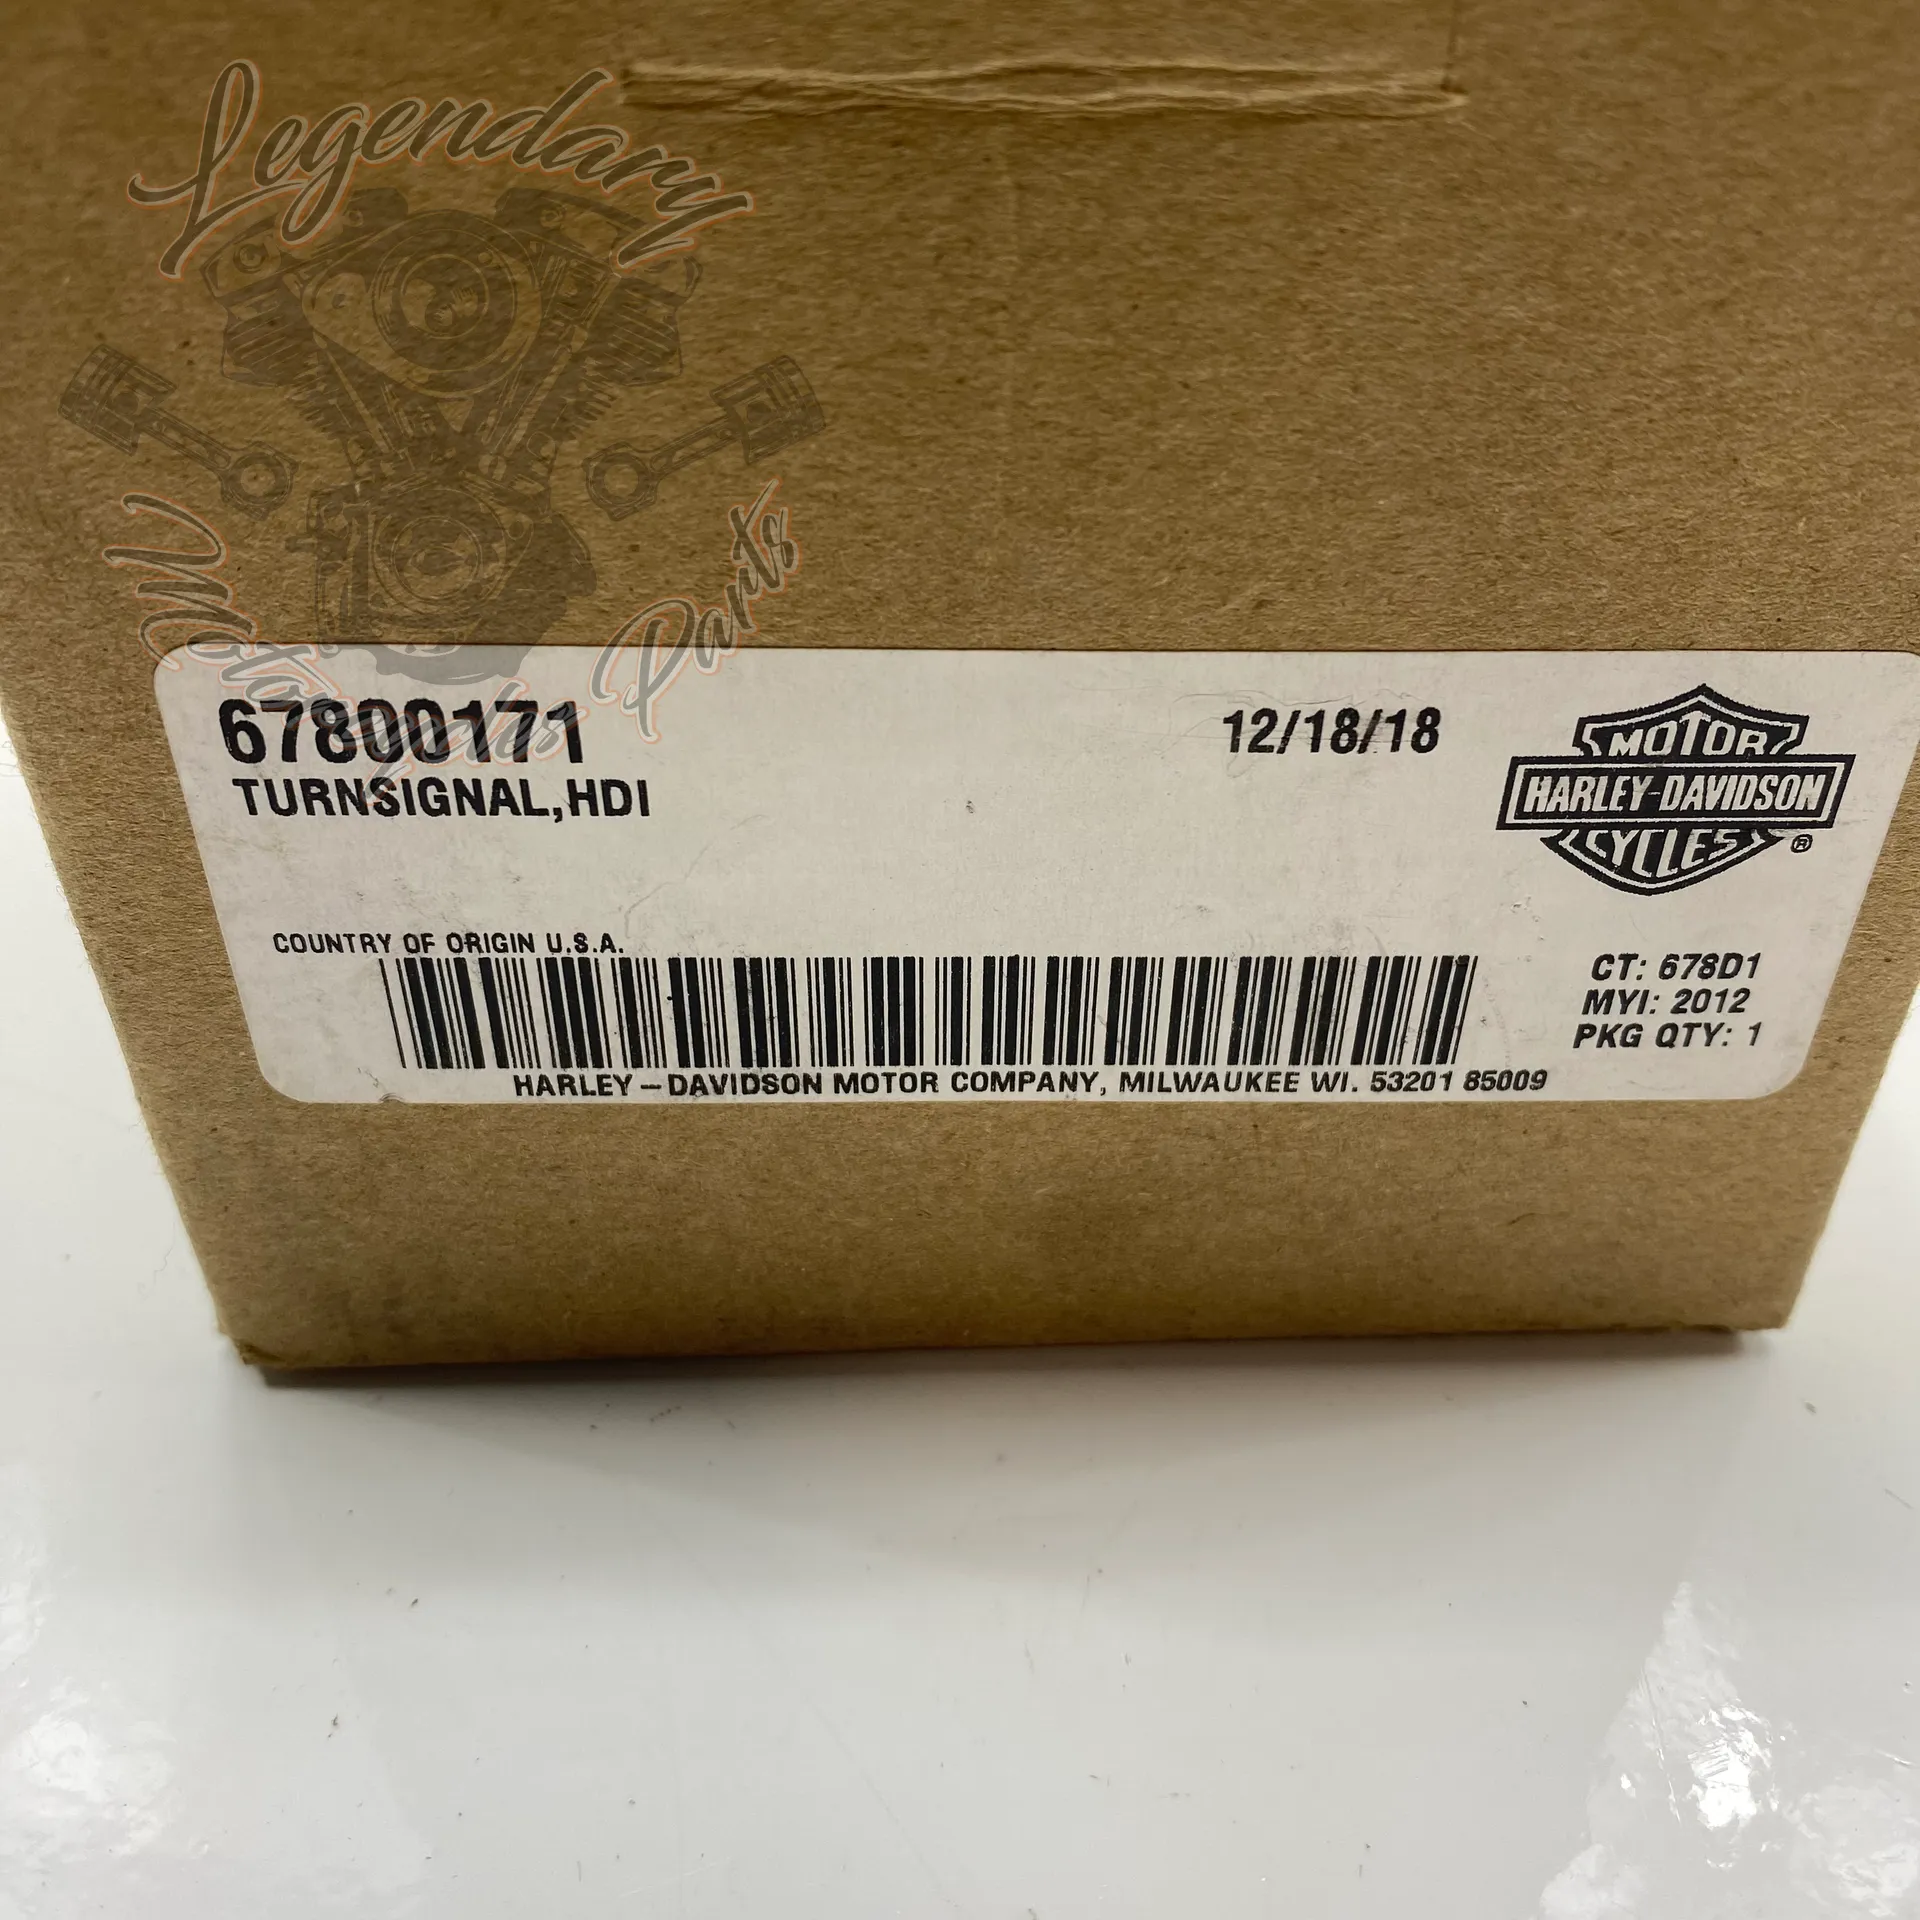 Legendary
Motorcycles Parts
67800171
12/18/18
TURNSIGNAL,HDI
MOTOR
HARLEY-DAVIDSON
CYCLES ®
COUNTRY OF ORIGIN U.S.A.
CT: 678D1
MYI: 2012
PKG QTY: 1
HARLEY-DAVIDSON MOTOR COMPANY, MILWAUKEE WI. 53201 85009